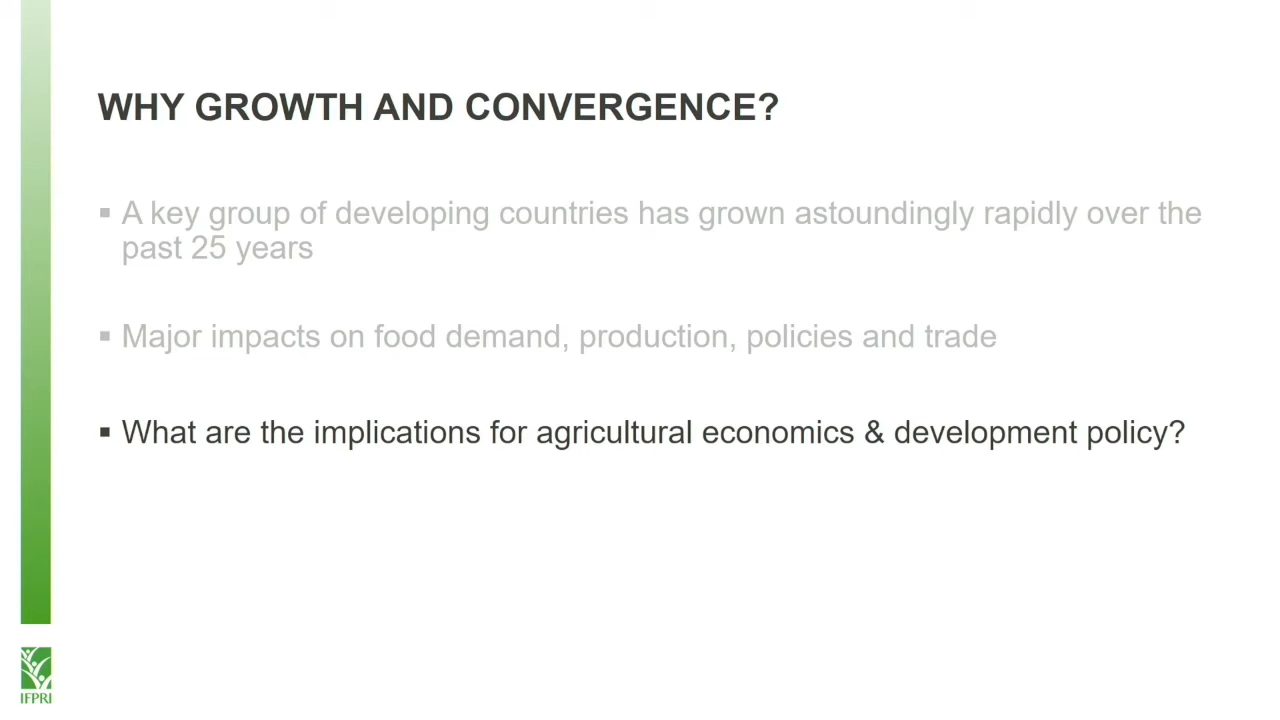 WHY GROWTH AND CONVERGENCE?
▪ A key group of developing countries has grown astoundingly rapidly over the
past 25 years
▪ Major impacts on food demand, production, policies and trade
▪ What are the implications for agricultural economics & development policy?
IFPRI